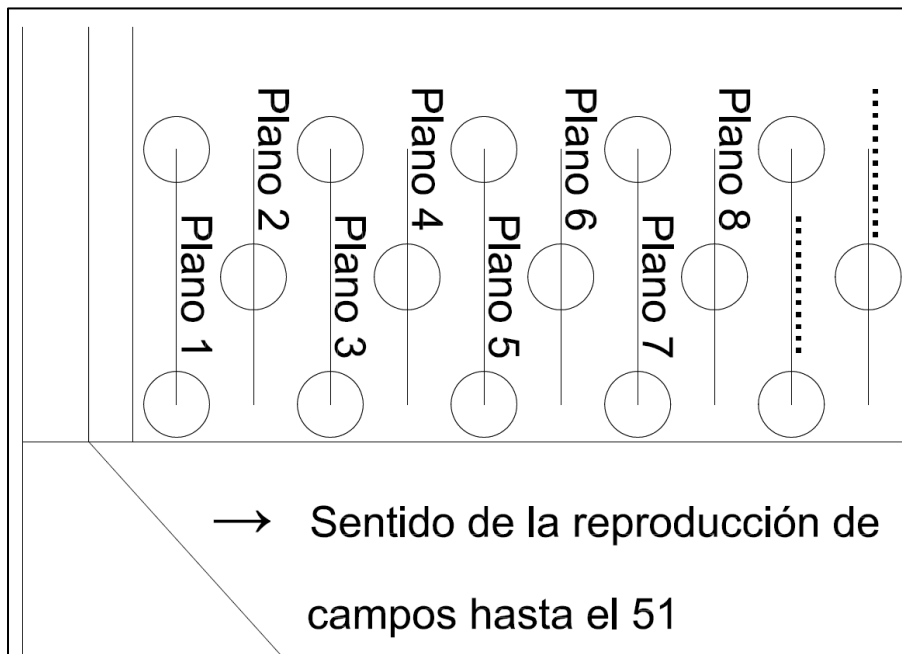 Plano 1
Plano 2
Plano 3
Plano 4
Plano 5
Plano 6
Plano 7
Plano 8
→ Sentido de la reproducción de
campos hasta el 51